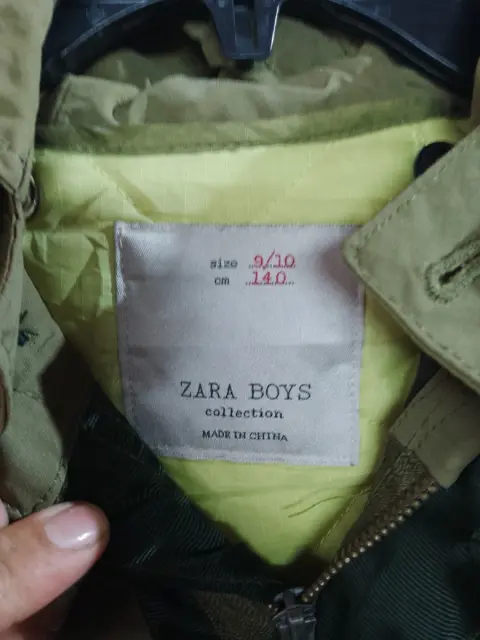 size 9/10
cm 140
ZARA BOYS
collection
MADE IN CHINA